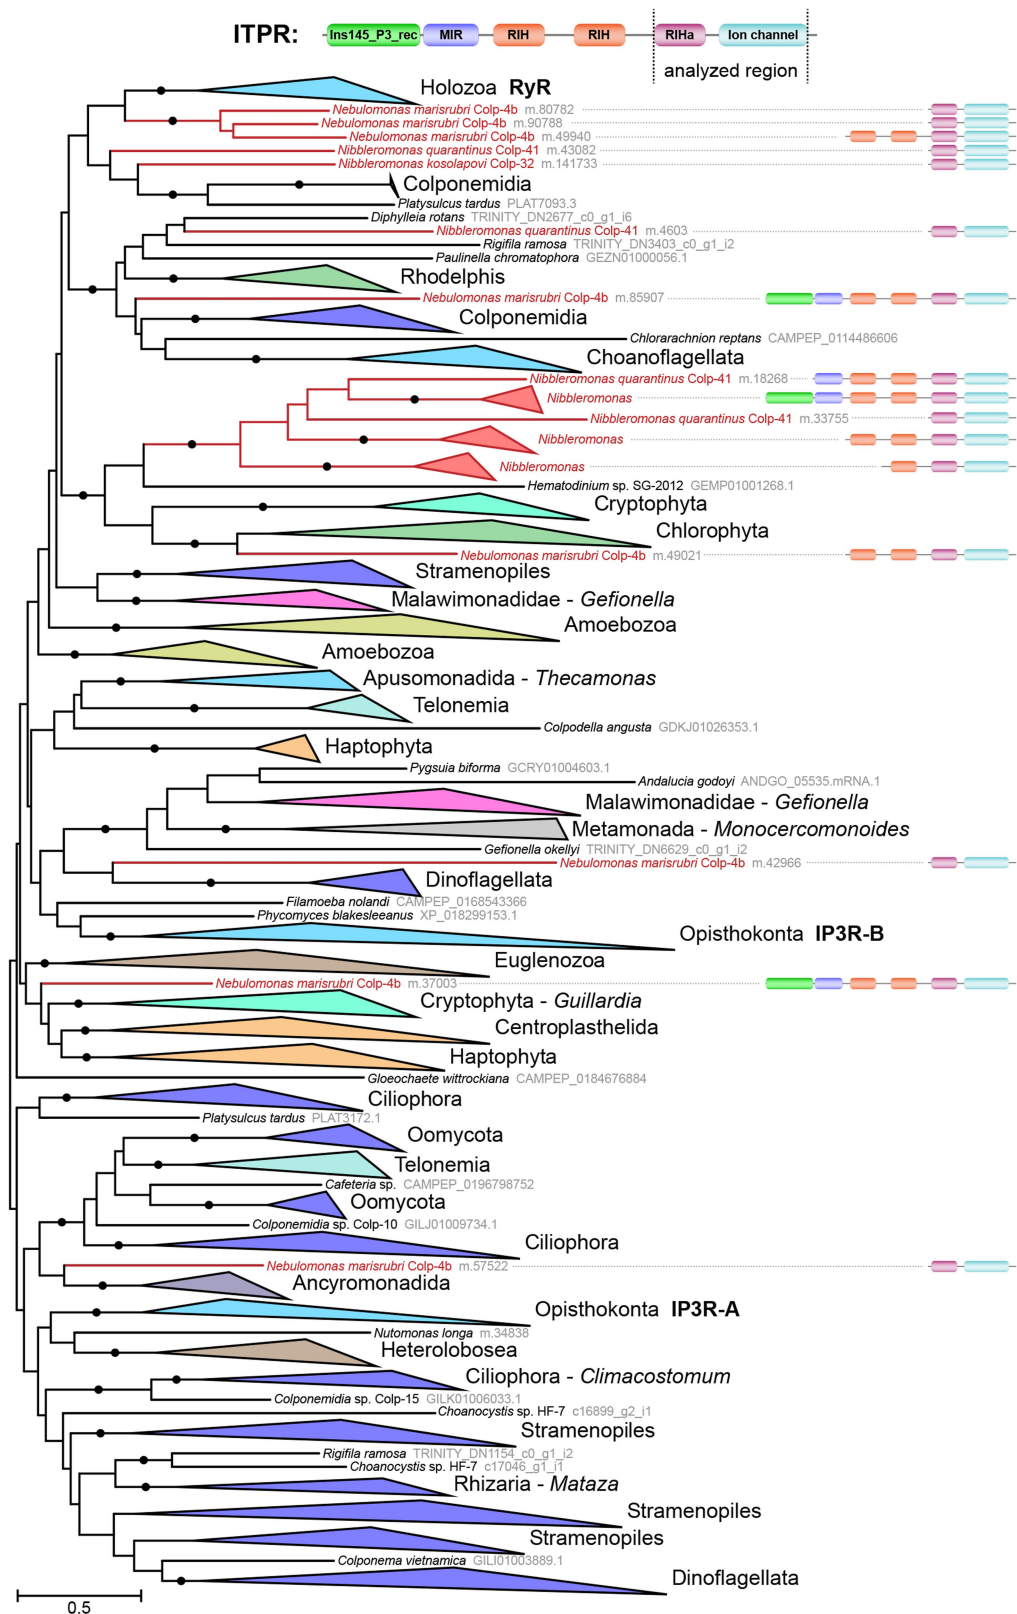 ITPR: Ins145_P3_rec MIR RIH RIH RIHa Ion channel
analyzed region
Holozoa RyR
Nebulomonas marisrubri Colp-4b m.80782
Nebulomonas marisrubri Colp-4b m.90788
Nebulomonas marisrubri Colp-4b m.49940
Nibbleromonas quarantinus Colp-41 m.43082
Nibbleromonas kosolapovi Colp-32 m.141733
Colponemidia
Platysulcus tardus PLAT7093.3
Diphylleia rotans TRINITY_DN2677_c0_g1_i6
Nibbleromonas quarantinus Colp-41 m.4603
Rigifila ramosa TRINITY_DN3403_c0_g1_i2
Paulinella chromatophora GEZN01000056.1
Rhodelphis
Nebulomonas marisrubri Colp-4b m.85907
Colponemidia
Chlorarachnion reptans CAMPEP_0114486606
Choanoflagellata
Nibbleromonas quarantinus Colp-41 m.18268
Nibbleromonas
Nibbleromonas quarantinus Colp-41 m.33755
Nibbleromonas
Nibbleromonas
Hematodinium sp. SG-2012 GEMP01001268.1
Cryptophyta
Chlorophyta
Nebulomonas marisrubri Colp-4b m.49021
Stramenopiles
Malawimonadidae - Gefionella
Amoebozoa
Amoebozoa
Apusomonadida - Thecamonas
Telonemia
Colpodella angusta GDKJ01026353.1
Haptophyta
Pygsuia biforma GCRY01004603.1
Andalucia godoyi ANDGO_05535.mRNA.1
Malawimonadidae - Gefionella
Metamonada - Monocercomonoides
Gefionella okellyi TRINITY_DN6629_c0_g1_i2
Nebulomonas marisrubri Colp-4b m.42966
Dinoflagellata
Filamoeba nolandi CAMPEP_0168543366
Phycomyces blakesleeanus XP_018299153.1
Opisthokonta IP3R-B
Euglenozoa
Nebulomonas marisrubri Colp-4b m.37003
Cryptophyta - Guillardia
Centroplasthelida
Haptophyta
Gloeochaete wittrockiana CAMPEP_0184676884
Ciliophora
Platysulcus tardus PLAT3172.1
Oomycota
Telonemia
Cafeteria sp. CAMPEP_0196798752
Oomycota
Colponemidia sp. Colp-10 GILJ01009734.1
Ciliophora
Nebulomonas marisrubri Colp-4b m.57522
Ancyromonadida
Opisthokonta IP3R-A
Nutomonas longa m.34838
Heterolobosea
Ciliophora - Climacostomum
Colponemidia sp. Colp-15 GILK01006033.1
Choanocystis sp. HF-7 c16899_g2_i1
Stramenopiles
Rigifila ramosa TRINITY_DN1154_c0_g1_i2
Choanocystis sp. HF-7 c17046_g1_i1
Rhizaria - Mataza
Stramenopiles
Stramenopiles
Colponema vietnamica GILI01003889.1
Dinoflagellata
0.5